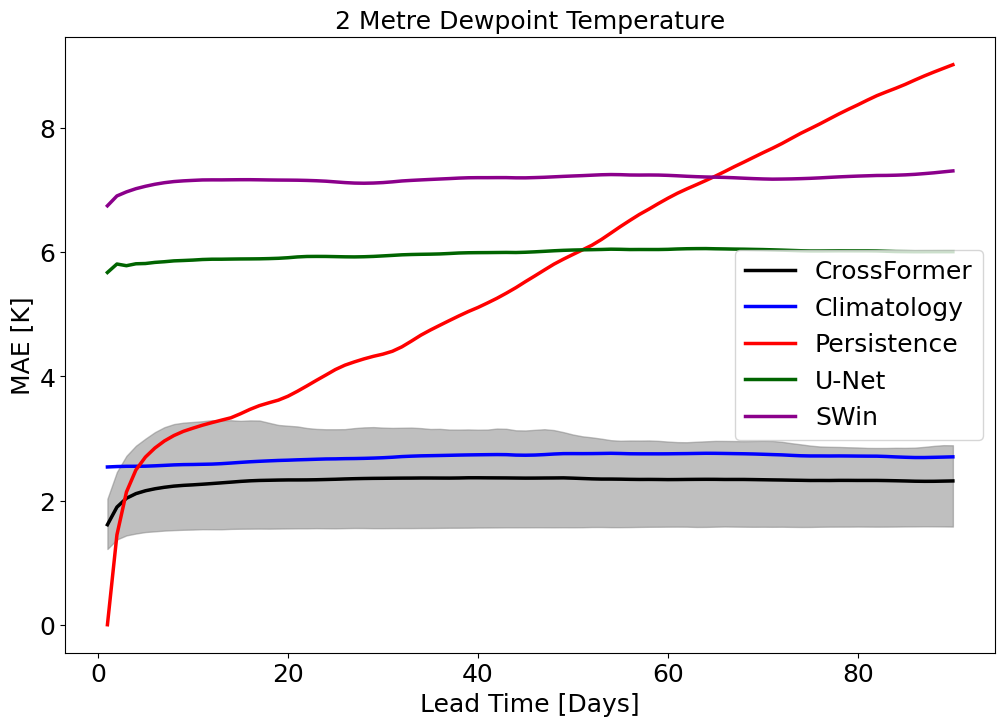 2 Metre Dewpoint Temperature
MAE [K]
8
6
4
2
0
CrossFormer
Climatology
Persistence
U-Net
SWin
0 20 40 60 80
Lead Time [Days]